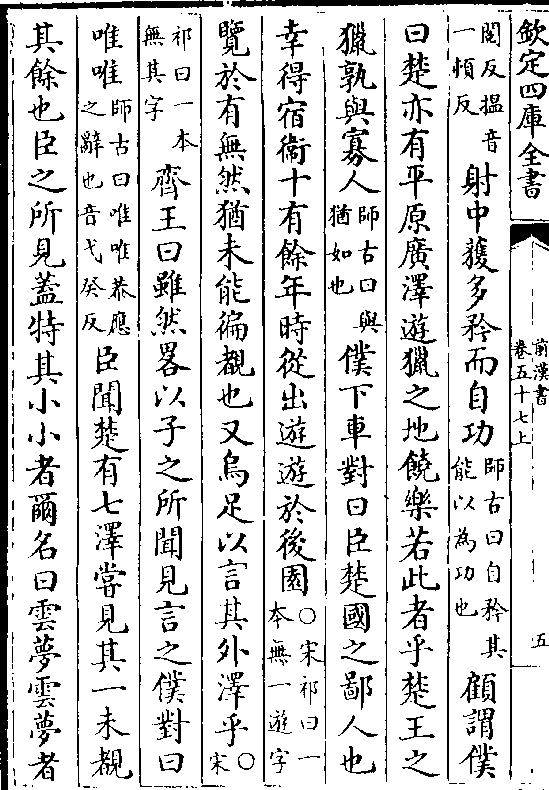 欽定四庫全書
前漢書
卷五十七上
五
閣反揾音
一頓反
射中獲多矜而自功
師古曰自矜其
能以為功也
顧謂僕
曰楚亦有平原廣澤遊獵之地饒樂若此者乎楚王之
獵孰與寡人
師古曰與
猶如也
僕下車對曰臣楚國之鄙人也
幸得宿衞十有餘年時從出遊遊於後園
○宋祁曰一
本無一遊字
覽於有無然猶未能徧覩也又烏足以言其外澤乎
○宋
祁曰一本
無其字
齊王曰雖然畧以子之所聞見言之僕對曰
唯唯
師古曰唯唯恭應
之辭也音弋癸反
臣聞楚有七澤嘗見其一未覩
其餘也臣之所見蓋特其小小者爾名曰雲夢雲夢者